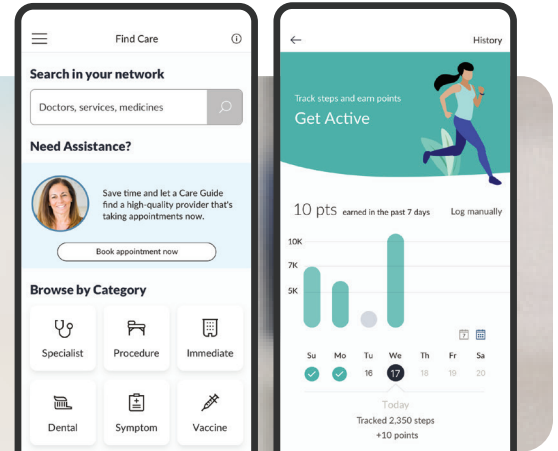 Find Care
Search in your network
Doctors, services, medicines
Need Assistance?
Save time and let a Care Guide
find a high-quality provider that's
taking appointments now.
Book appointment now
Browse by Category
Specialist Procedure Immediate
Dental Symptom Vaccine
History
Track steps and earn points
Get Active
10 pts earned in the past 7 days Log manually
10K
7K
5K
7
Su Mo Tu We Th Fr Sa
16 17 18 19 20
Today
Tracked 2,350 steps
+10 points